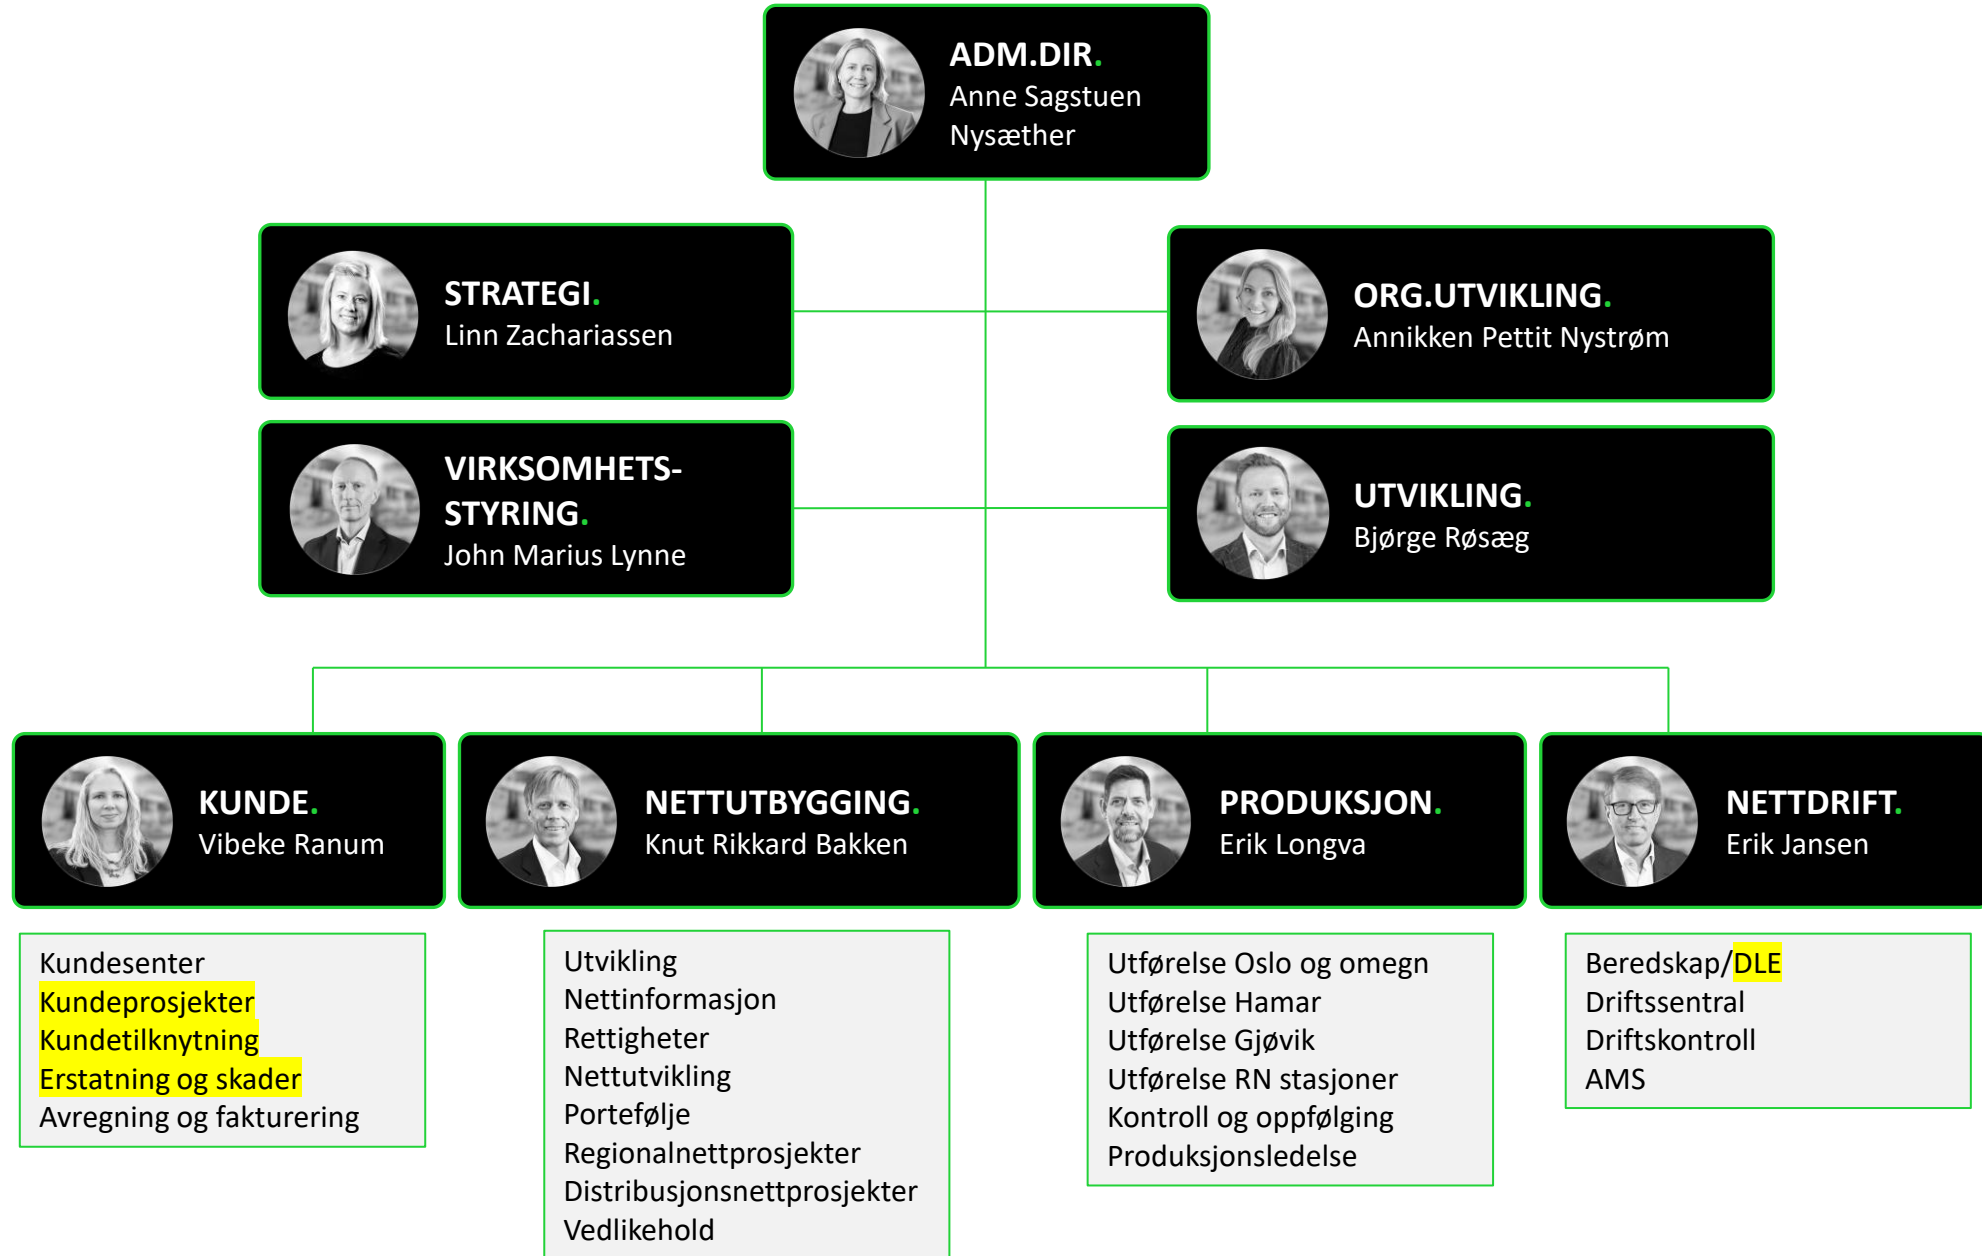 ADM.DIR.
Anne Sagstuen
Nysæther
STRATEGI.
Linn Zachariassen
ORG.UTVIKLING.
Annikken Pettit Nystrøm
VIRKSOMHETS-
STYRING.
John Marius Lynne
UTVIKLING.
Bjørge Røsæg
KUNDE.
Vibeke Ranum
NETTUTBYGGING.
Knut Rikkard Bakken
PRODUKSJON.
Erik Longva
NETTDRIFT.
Erik Jansen
Kundesenter
Kundeprosjekter
Kundetilknytning
Erstatning og skader
Avregning og fakturering
Utvikling
Nettinformasjon
Rettigheter
Nettutvikling
Portefølje
Regionalnettprosjekter
Distribusjonsnettprosjekter
Vedlikehold
Utførelse Oslo og omegn
Utførelse Hamar
Utførelse Gjøvik
Utførelse RN stasjoner
Kontroll og oppfølging
Produksjonsledelse
Beredskap/DLE
Driftssentral
Driftskontroll
AMS